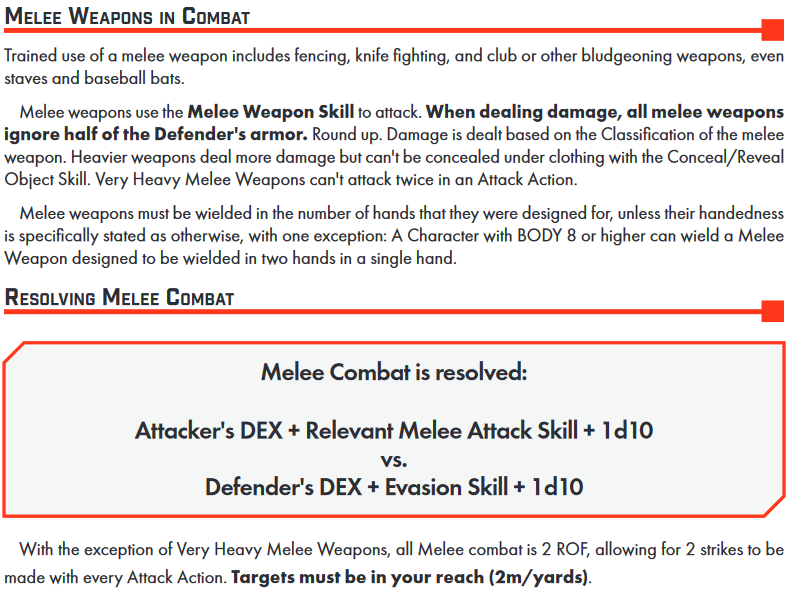 Melee Weapons in Combat
Trained use of a melee weapon includes fencing, knife fighting, and club or other bludgeoning weapons, even
staves and baseball bats.
Melee weapons use the Melee Weapon Skill to attack. When dealing damage, all melee weapons
ignore half of the Defender's armor. Round up. Damage is dealt based on the Classification of the melee
weapon. Heavier weapons deal more damage but can't be concealed under clothing with the Conceal/Reveal
Object Skill. Very Heavy Melee Weapons can't attack twice in an Attack Action.
Melee weapons must be wielded in the number of hands that they were designed for, unless their handedness
is specifically stated as otherwise, with one exception: A Character with BODY 8 or higher can wield a Melee
Weapon designed to be wielded in two hands in a single hand.
Resolving Melee Combat
Melee Combat is resolved:
Attacker's DEX + Relevant Melee Attack Skill + 1d10
vs.
Defender's DEX + Evasion Skill + 1d10
With the exception of Very Heavy Melee Weapons, all Melee combat is 2 ROF, allowing for 2 strikes to be
made with every Attack Action. Targets must be in your reach (2m/yards).